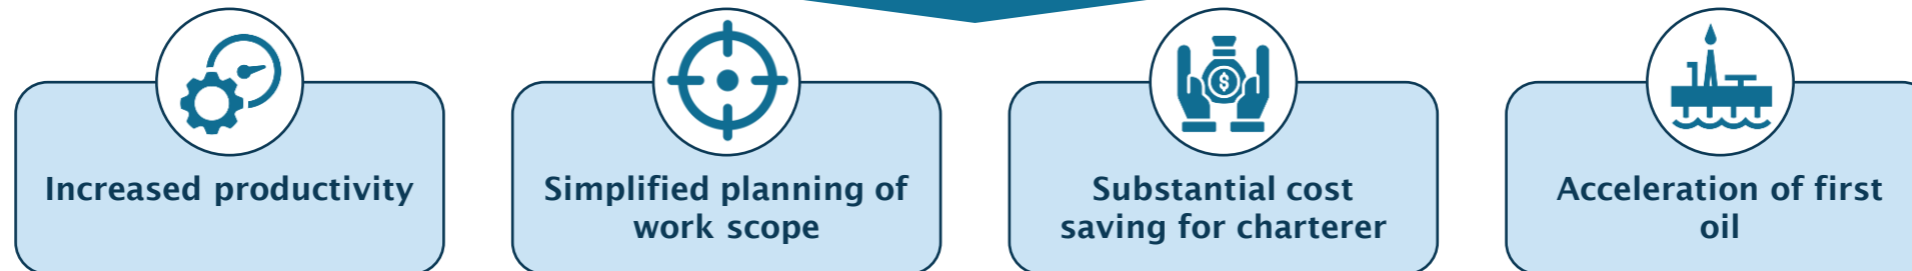 Increased productivity
Simplified planning of
work scope
Substantial cost
saving for charterer
Acceleration of first
oil
$